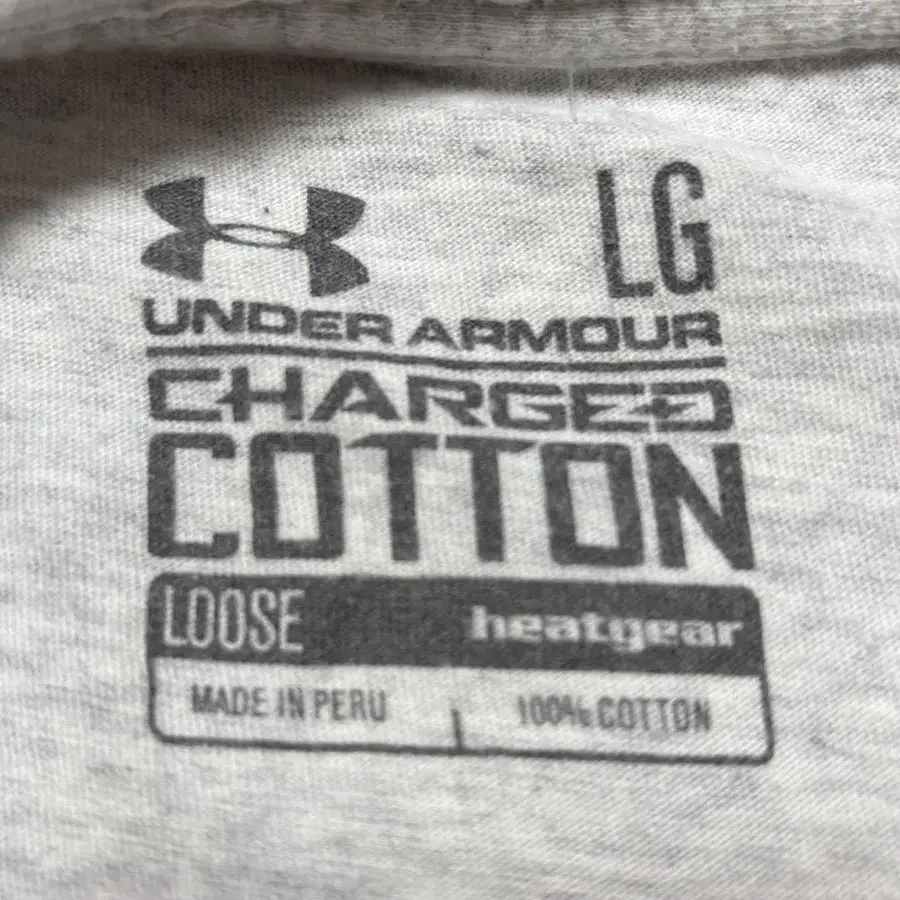 LG
UNDER ARMOUR
CHARGED
COTTON
LOOSE heatgear
MADE IN PERU 100% COTTON